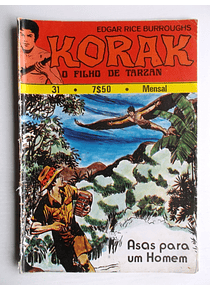 EDGAR RICE BURROUGHS
KORAK
O FILHO DE TARZAN
31 • 7$50 • Mensal
Asas para
um Homem